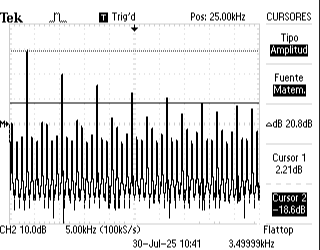 Tek
T Trig'd
Pos: 25.00kHz
CURSORES
Tipo
Amplitud
Fuente
Matem.
M
ΔdB 20.8dB
Cursor 1
2.21dB
Cursor 2
-18.6dB
CH2 10.0dB
5.00kHz (100kS/s)
Flattop
30-Jul-25 10:41
3.49999kHz